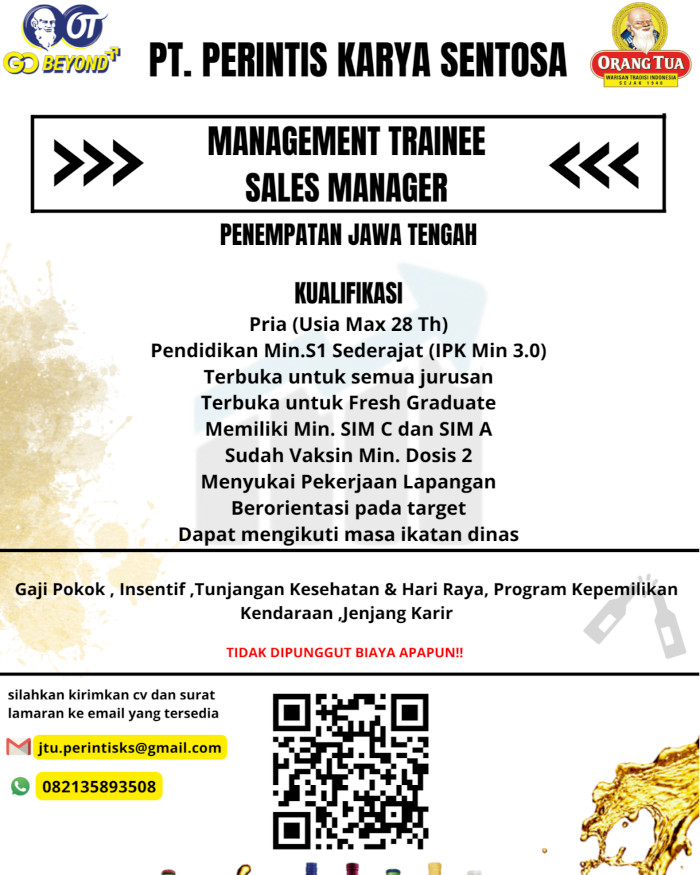 OT
GO BEYOND
PT. PERINTIS KARYA SENTOSA
ORANG TUA
WARISAN TRADISI INDONESIA
SEJAK 1948
MANAGEMENT TRAINEE
SALES MANAGER
PENEMPATAN JAWA TENGAH
KUALIFIKASI
Pria (Usia Max 28 Th)
Pendidikan Min.S1 Sederajat (IPK Min 3.0)
Terbuka untuk semua jurusan
Terbuka untuk Fresh Graduate
Memiliki Min. SIM C dan SIM A
Sudah Vaksin Min. Dosis 2
Menyukai Pekerjaan Lapangan
Berorientasi pada target
Dapat mengikuti masa ikatan dinas
Gaji Pokok , Insentif ,Tunjangan Kesehatan & Hari Raya, Program Kepemilikan
Kendaraan ,Jenjang Karir
TIDAK DIPUNGGUT BIAYA APAPUN!!
silahkan kirimkan cv dan surat
lamaran ke email yang tersedia
jtu.perintisks@gmail.com
082135893508